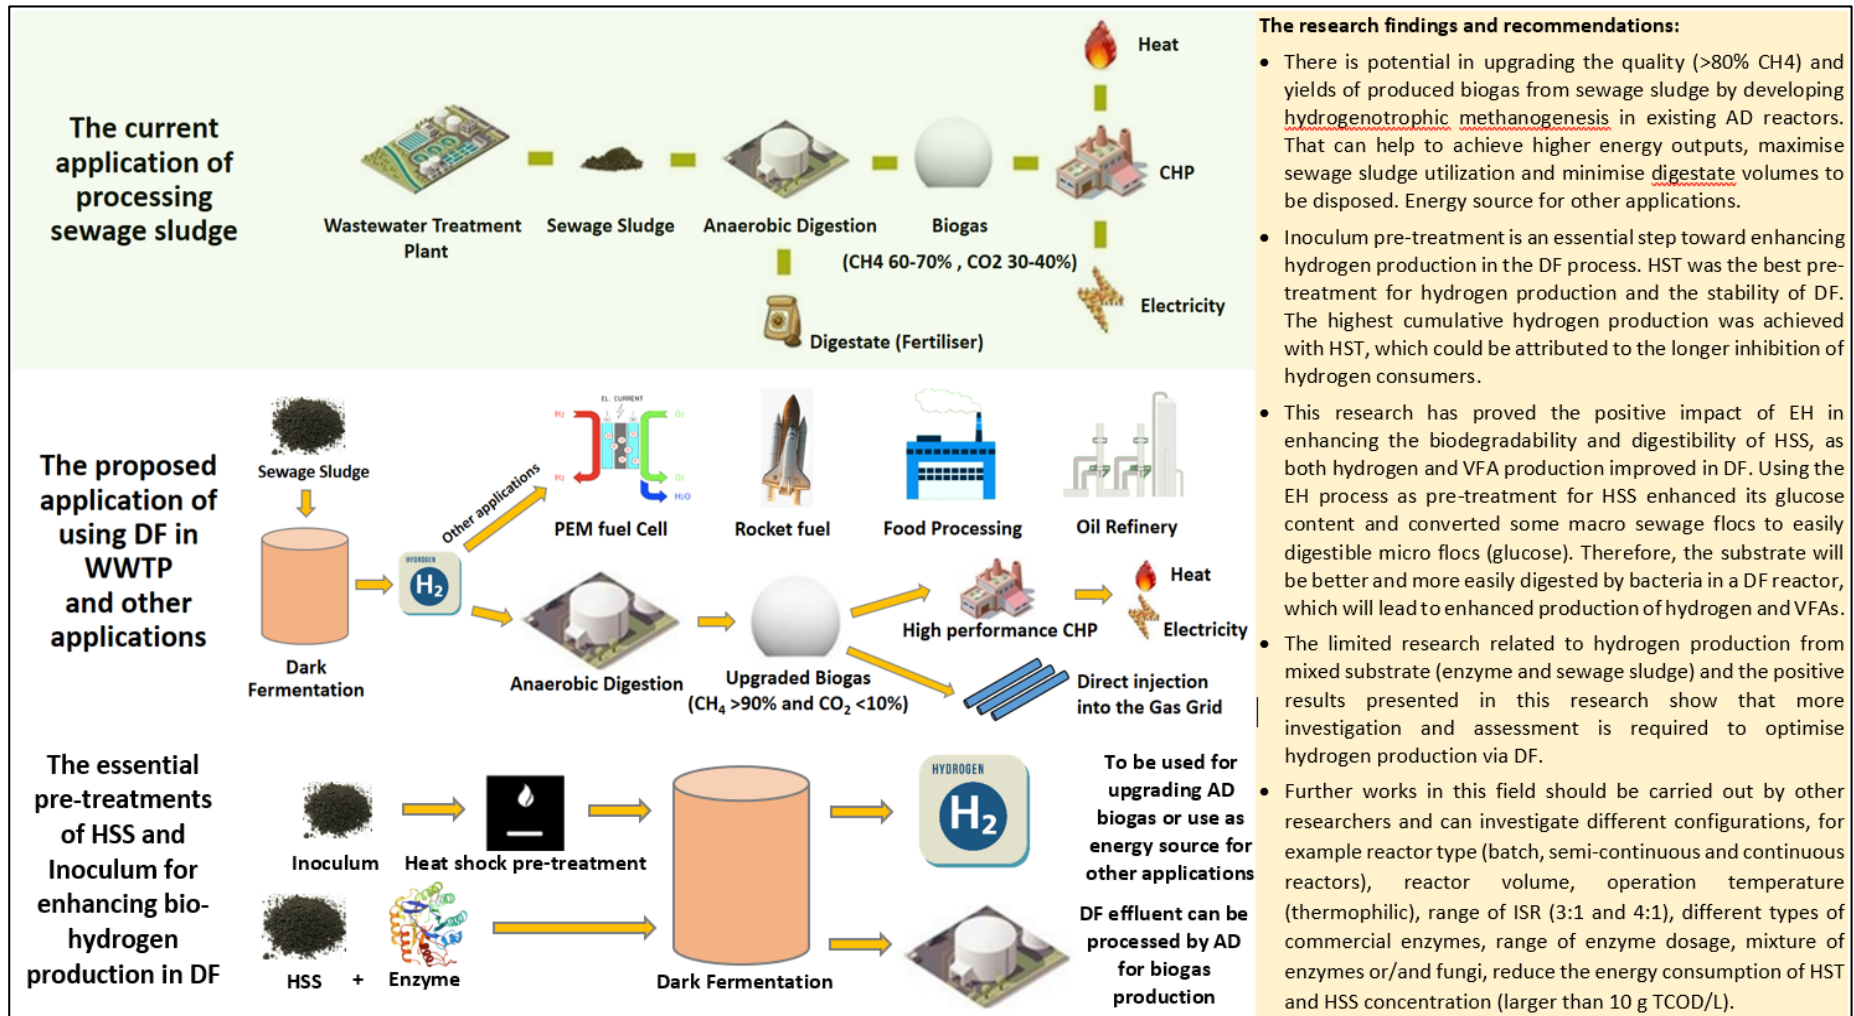 The current
application of
processing
sewage sludge
Wastewater Treatment
Plant
Sewage Sludge
Anaerobic Digestion
Biogas
(CH4 60-70% , CO2 30-40%)
Heat
CHP
Electricity
Digestate (Fertiliser)
The proposed
application of
using DF in
WWTP
and other
applications
Sewage Sludge
Dark
Fermentation
HYDROGEN
H2
Other applications
EL. CURRENT
H₂
O₂
H₂
O₂
H₂O
PEM fuel Cell
Rocket fuel
Food Processing
Oil Refinery
Anaerobic Digestion
Upgraded Biogas
(CH₄ >90% and CO₂ <10%)
High performance CHP
Heat
Electricity
Direct injection
into the Gas Grid
The essential
pre-treatments
of HSS and
Inoculum for
enhancing bio-
hydrogen
production in DF
Inoculum
Heat shock pre-treatment
HSS + Enzyme
Dark Fermentation
HYDROGEN
H2
To be used for
upgrading AD
biogas or use as
energy source for
other applications
DF effluent can be
processed by AD
for biogas
production
The research findings and recommendations:
• There is potential in upgrading the quality (>80% CH4) and
yields of produced biogas from sewage sludge by developing
hydrogenotrophic methanogenesis in existing AD reactors.
That can help to achieve higher energy outputs, maximise
sewage sludge utilization and minimise digestate volumes to
be disposed. Energy source for other applications.
• Inoculum pre-treatment is an essential step toward enhancing
hydrogen production in the DF process. HST was the best pre-
treatment for hydrogen production and the stability of DF.
The highest cumulative hydrogen production was achieved
with HST, which could be attributed to the longer inhibition of
hydrogen consumers.
• This research has proved the positive impact of EH in
enhancing the biodegradability and digestibility of HSS, as
both hydrogen and VFA production improved in DF. Using the
EH process as pre-treatment for HSS enhanced its glucose
content and converted some macro sewage flocs to easily
digestible micro flocs (glucose). Therefore, the substrate will
be better and more easily digested by bacteria in a DF reactor,
which will lead to enhanced production of hydrogen and VFAs.
• The limited research related to hydrogen production from
mixed substrate (enzyme and sewage sludge) and the positive
results presented in this research show that more
investigation and assessment is required to optimise
hydrogen production via DF.
• Further works in this field should be carried out by other
researchers and can investigate different configurations, for
example reactor type (batch, semi-continuous and continuous
reactors), reactor volume, operation temperature
(thermophilic), range of ISR (3:1 and 4:1), different types of
commercial enzymes, range of enzyme dosage, mixture of
enzymes or/and fungi, reduce the energy consumption of HST
and HSS concentration (larger than 10 g TCOD/L).